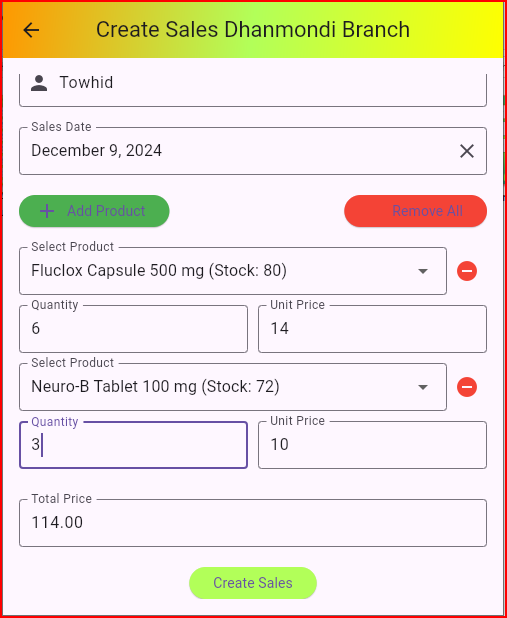 Create Sales Dhanmondi Branch
Towhid
Sales Date
December 9, 2024
Add Product
Remove All
Select Product
Fluclox Capsule 500 mg (Stock: 80)
Quantity
Unit Price
6
14
Select Product
Neuro-B Tablet 100 mg (Stock: 72)
Quantity
Unit Price
3
10
Total Price
114.00
Create Sales